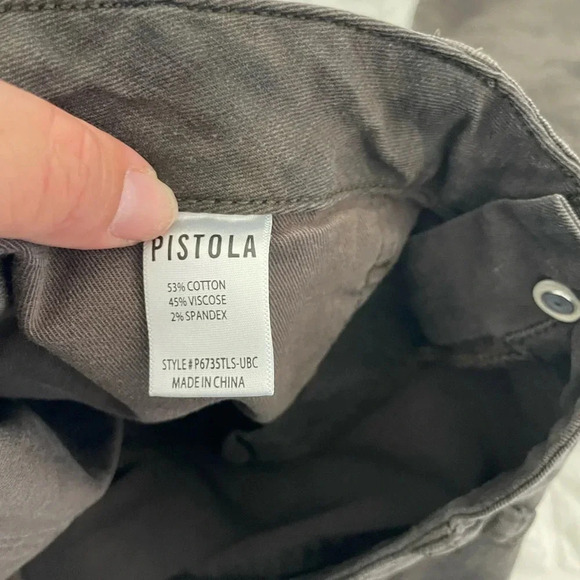 PISTOLA
53% COTTON
45% VISCOSE
2% SPANDEX
STYLE#P6735TLS-UBC
MADE IN CHINA